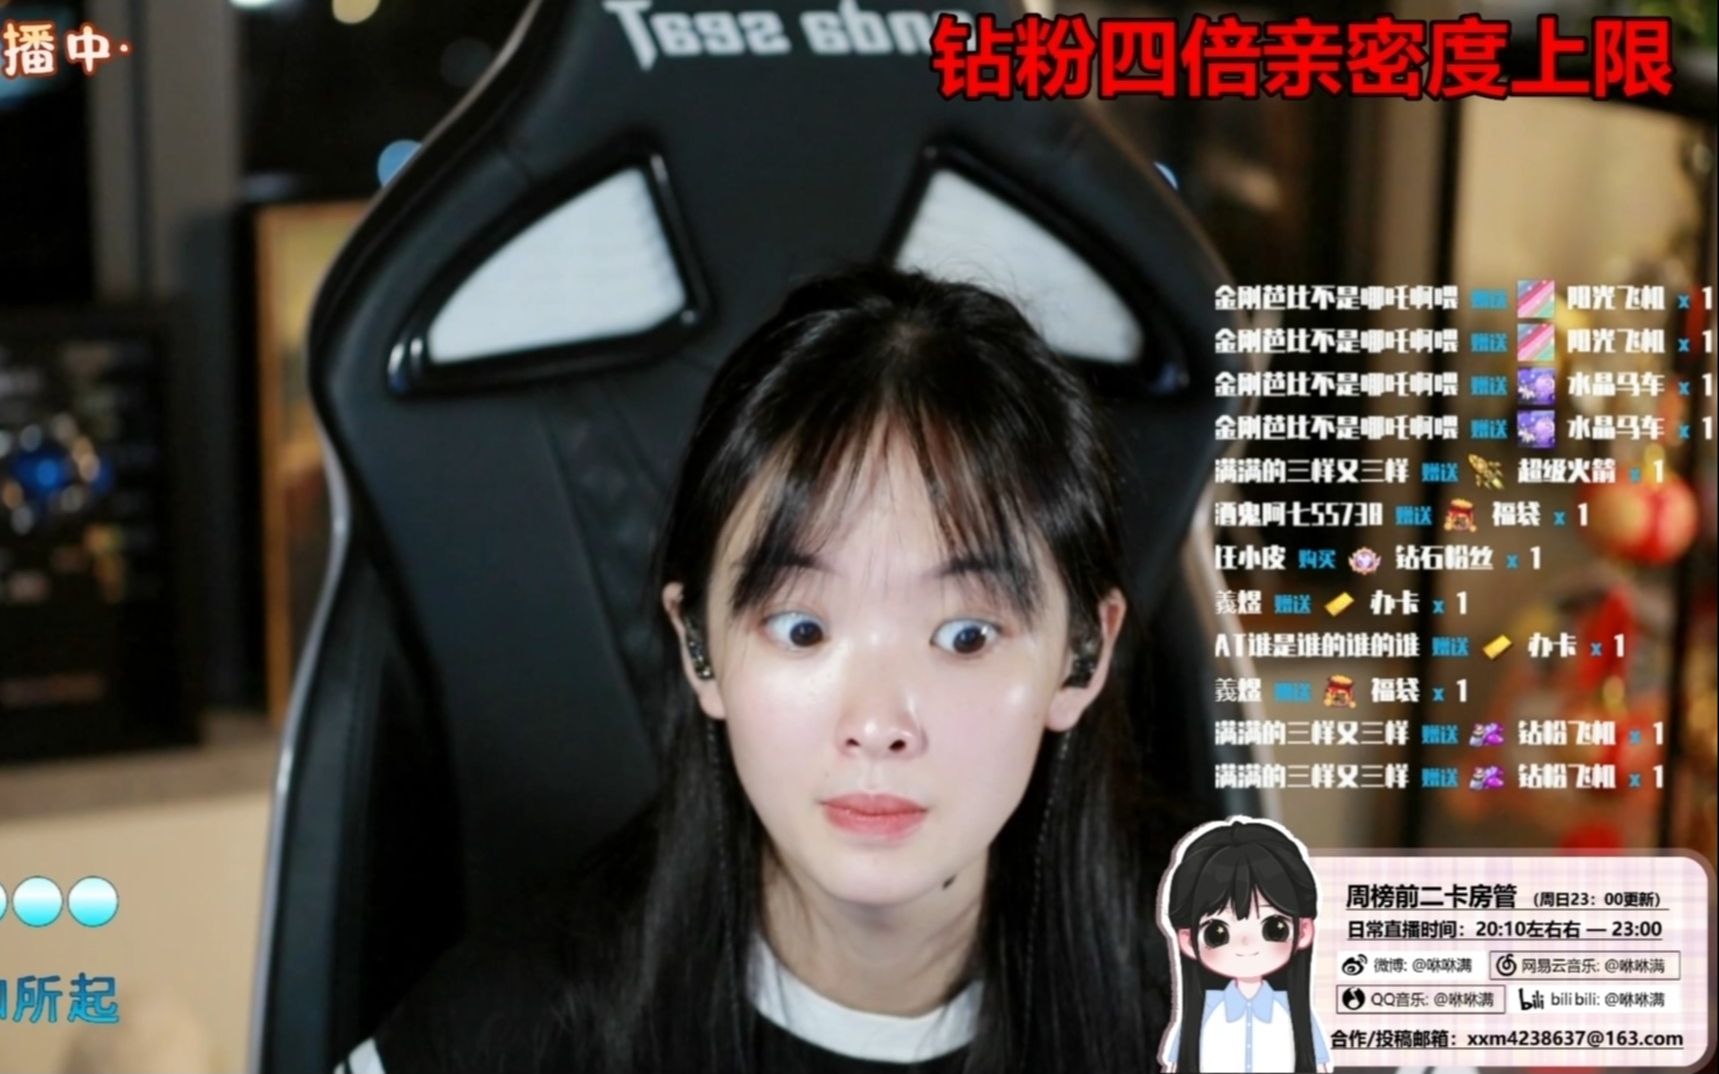 播中·
钻粉四倍亲密度上限
金刚芭比不是哪吒啊喂 赠送 阳光飞机 x 1
金刚芭比不是哪吒啊喂 赠送 阳光飞机 x 1
金刚芭比不是哪吒啊喂 赠送 水晶马车 x 1
金刚芭比不是哪吒啊喂 赠送 水晶马车 x 1
满满的三样又三样 赠送 超级火箭 x 1
酒鬼阿七55738 赠送 福袋 x 1
汪小皮 购买 钻石粉丝 x 1
義煜 赠送 办卡 x 1
AT谁是谁的谁的谁 赠送 办卡 x 1
義煜 赠送 福袋 x 1
满满的三样又三样 赠送 钻粉飞机 x 1
满满的三样又三样 赠送 钻粉飞机 x 1
所起
周榜前二卡房管 (周日23：00更新)
日常直播时间：20:10左右右 — 23:00
微博: @咻咻满
网易云音乐: @咻咻满
QQ音乐: @咻咻满
bili bili bili: @咻咻满
合作/投稿邮箱：xxm4238637@163.com